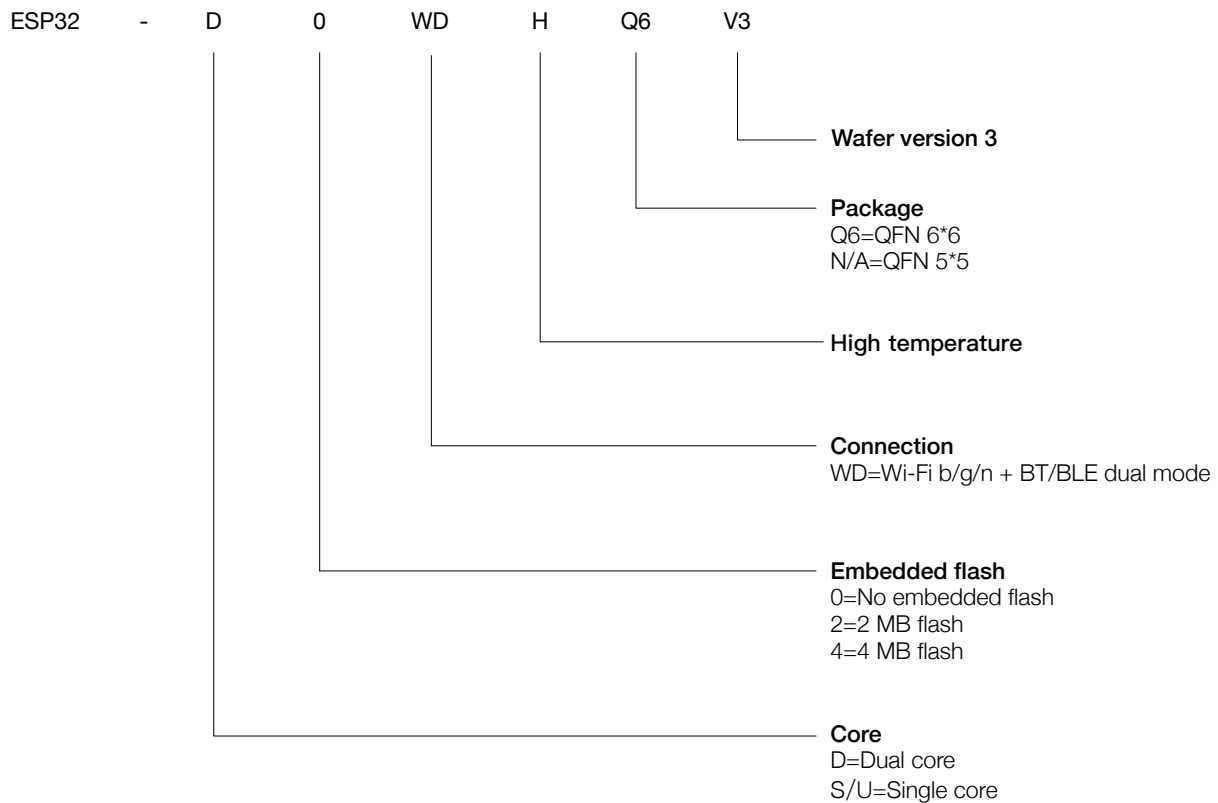 ESP32 - D 0 WD H Q6 V3
Wafer version 3
Package
Q6=QFN 6*6
N/A=QFN 5*5
High temperature
Connection
WD=Wi-Fi b/g/n + BT/BLE dual mode
Embedded flash
0=No embedded flash
2=2 MB flash
4=4 MB flash
Core
D=Dual core
S/U=Single core